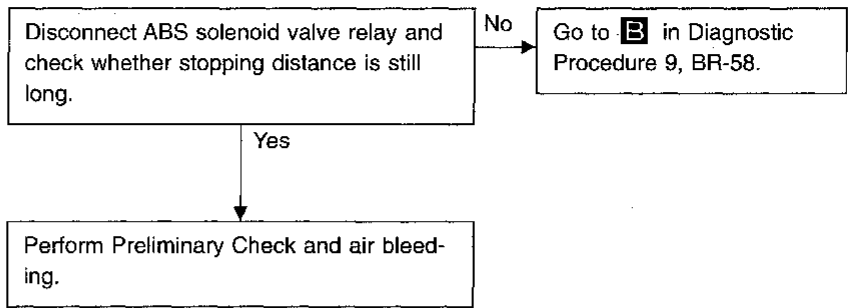 Disconnect ABS solenoid valve relay and
check whether stopping distance is still
long.
No
Go to B in Diagnostic
Procedure 9, BR-58.
Yes
Perform Preliminary Check and air bleed-
ing.